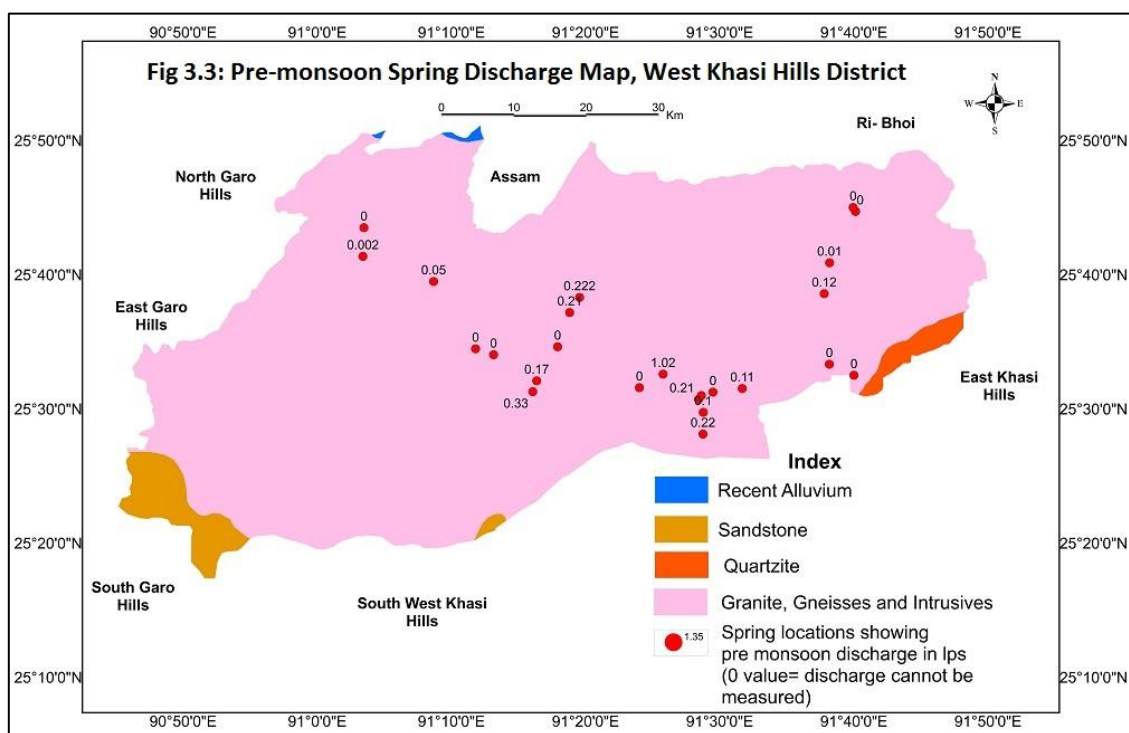 90°50'0"E 91°0'0"E 91°10'0"E 91°20'0"E 91°30'0"E 91°40'0"E 91°50'0"E
Fig 3.3: Pre-monsoon Spring Discharge Map, West Khasi Hills District
0 10 20 30 Km
N
W E
S
Ri- Bhoi
25°50'0"N 25°50'0"N
North Garo
Hills
Assam
0 0 0
0.002
0.05
0.01
25°40'0"N 25°40'0"N
0.222
0.12
0.21
East Garo
Hills
0 0 0 0 0
0.17 0 1.02 0.21 0 0.11
East Khasi
Hills
0.33
0.1
25°30'0"N 25°30'0"N
0.22
Index
Recent Alluvium
Sandstone
25°20'0"N 25°20'0"N
Quartzite
South Garo
Hills
South West Khasi
Hills
Granite, Gneisses and Intrusives
1.35
Spring locations showing
pre monsoon discharge in lps
(0 value= discharge cannot be
measured)
25°10'0"N 25°10'0"N
90°50'0"E 91°0'0"E 91°10'0"E 91°20'0"E 91°30'0"E 91°40'0"E 91°50'0"E